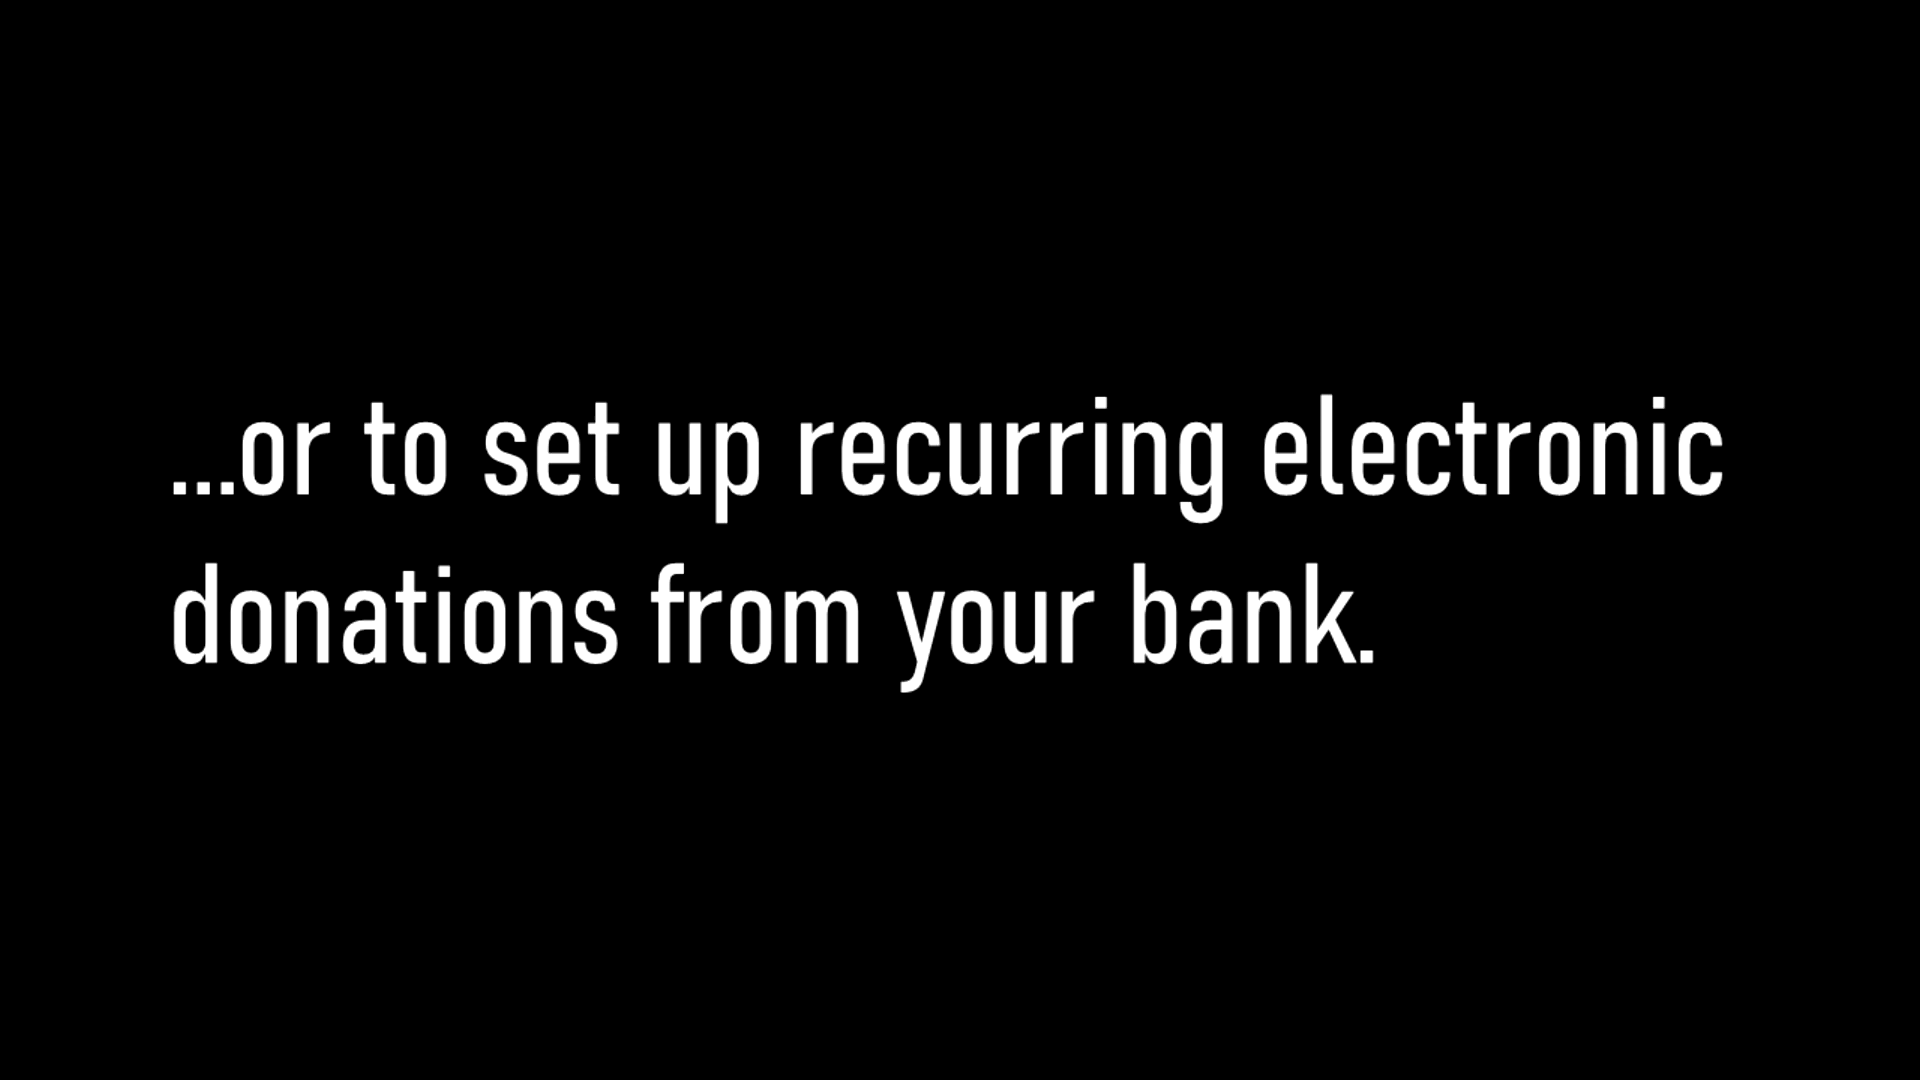 ...or to set up recurring electronic
donations from your bank.